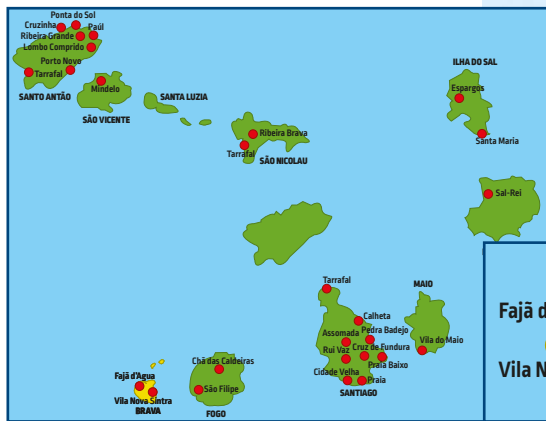 Ponta do Sol
Cruzinha
Paúl
Ribeira Grande
Lombo Comprido
Porto Novo
Tarrafal
Mindelo
SANTO ANTÃO
SÃO VICENTE
SANTA LUZIA
Ribeira Brava
Tarrafal
SÃO NICOLAU
ILHA DO SAL
Espargos
Santa Maria
Sal-Rei
Tarrafal
MAIO
Calheta
Assomada
Pedra Badejo
Rui Vaz
Cruz de Fundura
Vila do Maio
Praia Baixo
Cidade Velha
Praia
SANTIAGO
Chã das Caldeiras
São Filipe
FOGO
Fajã d'Agua
Vila Nova Sintra
BRAVA
Fajã d
Vila N